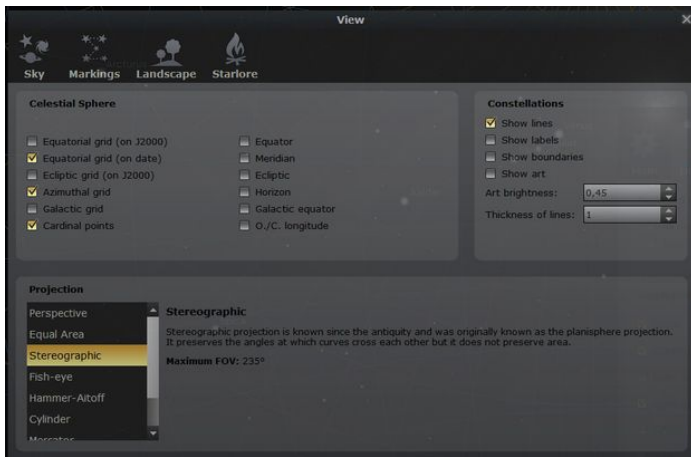 View
Sky Markings Landscape Starlore
Celestial Sphere
Equatorial grid (on J2000)
Equatorial grid (on date)
Ecliptic grid (on J2000)
Azimuthal grid
Galactic grid
Cardinal points
Equator
Meridian
Ecliptic
Horizon
Galactic equator
O./C. longitude
Constellations
Show lines
Show labels
Show boundaries
Show art
Art brightness: 0,45
Thickness of lines: 1
Projection
Perspective
Equal Area
Stereographic
Fish-eye
Hammer-Aitoff
Cylinder
Mercator
Stereographic
Stereographic projection is known since the antiquity and was originally known as the planisphere projection.
It preserves the angles at which curves cross each other but it does not preserve area.
Maximum FOV: 235°